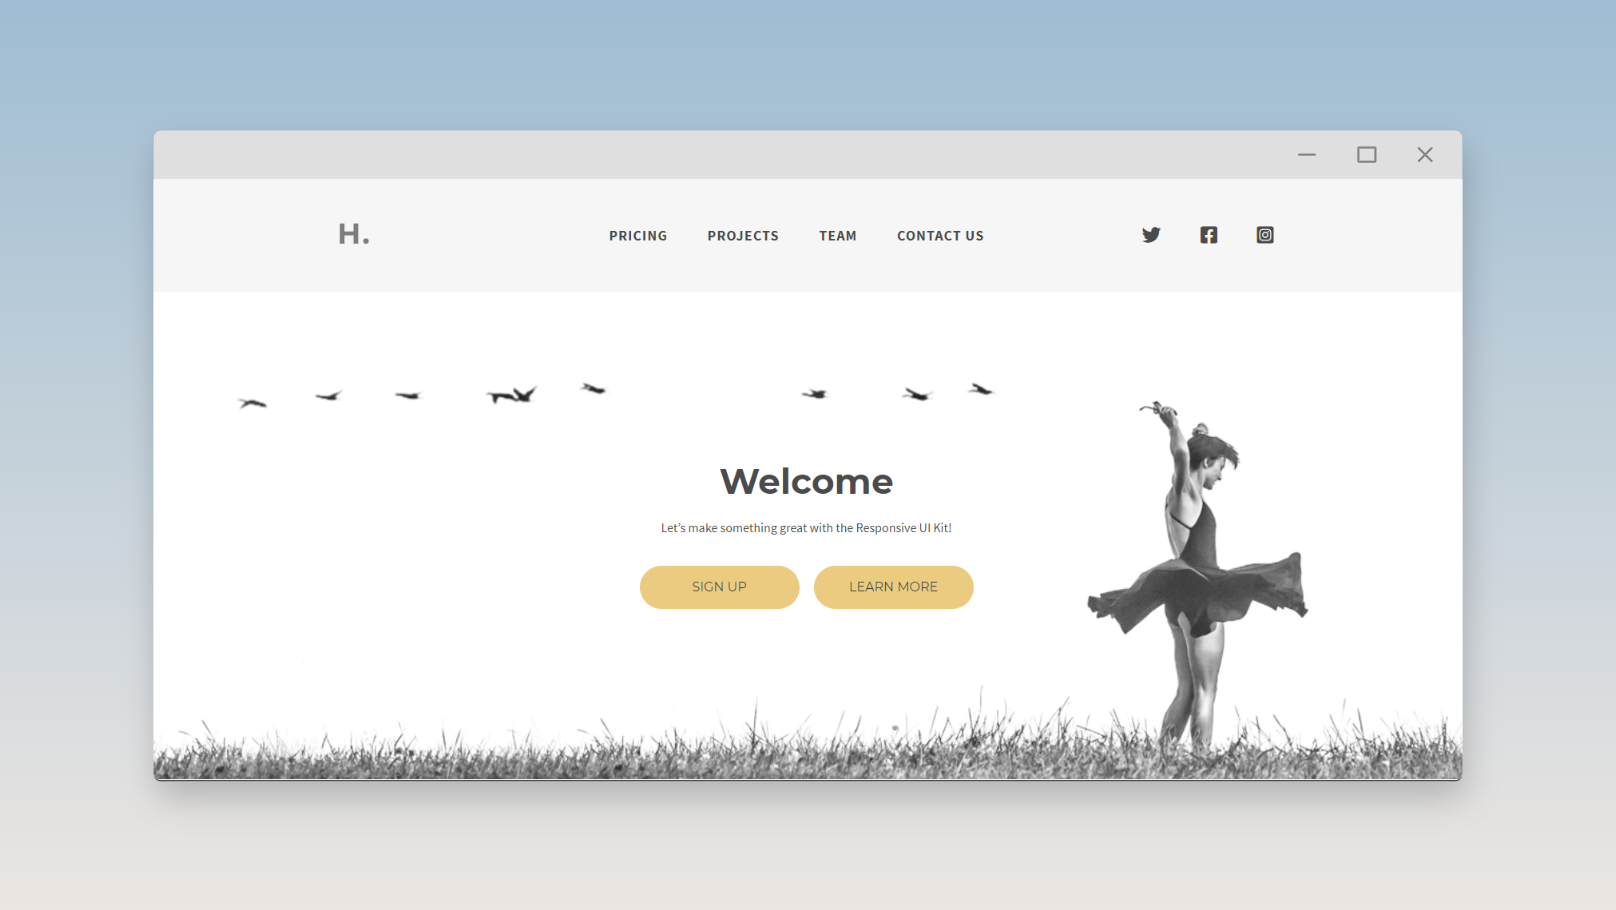 H.
PRICING PROJECTS TEAM CONTACT US
Welcome
Let's make something great with the Responsive UI Kit!
SIGN UP LEARN MORE